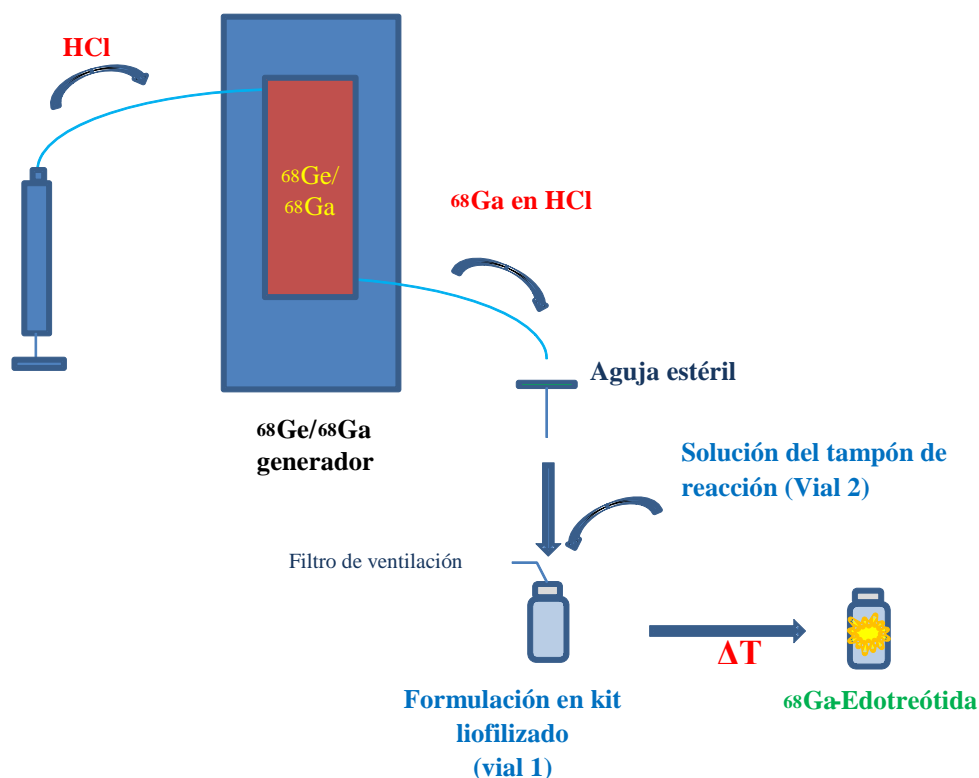 HCl
⁶⁸Ge/
⁶⁸Ga
⁶⁸Ga en HCl
Aguja estéril
⁶⁸Ge/⁶⁸Ga
generador
Solución del tampón de
reacción (Vial 2)
Filtro de ventilación
ΔT
Formulación en kit
liofilizado
(vial 1)
⁶⁸Ga-Edotreótida